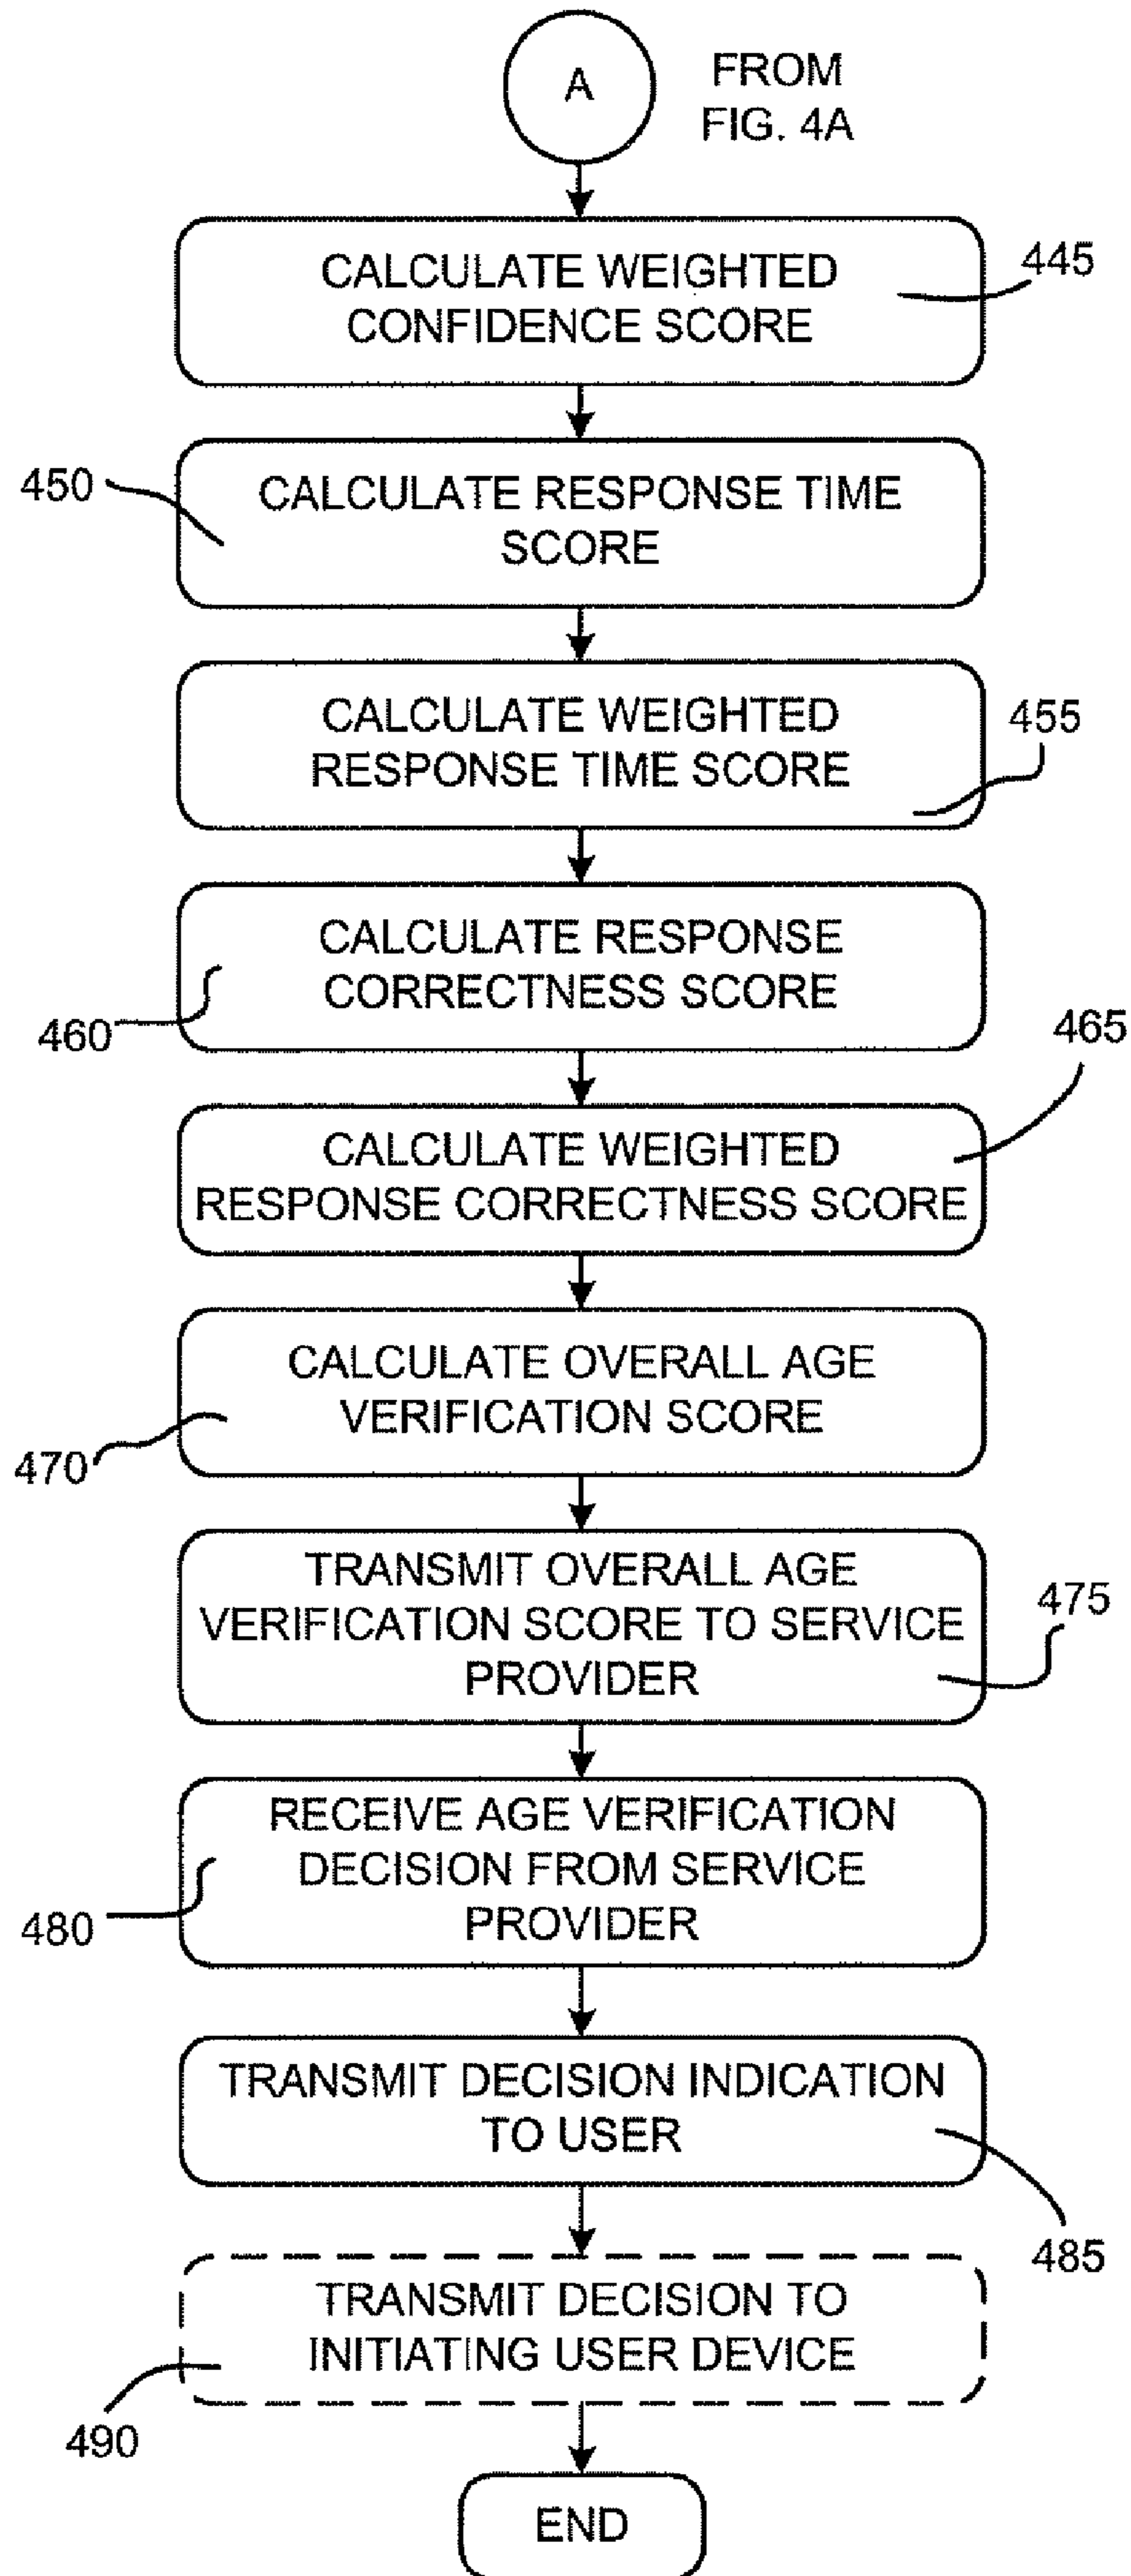 A
FROM
FIG. 4A
CALCULATE WEIGHTED
CONFIDENCE SCORE
445
450
CALCULATE RESPONSE TIME
SCORE
CALCULATE WEIGHTED
RESPONSE TIME SCORE
455
CALCULATE RESPONSE
CORRECTNESS SCORE
460
465
CALCULATE WEIGHTED
RESPONSE CORRECTNESS SCORE
CALCULATE OVERALL AGE
VERIFICATION SCORE
470
TRANSMIT OVERALL AGE
VERIFICATION SCORE TO SERVICE
PROVIDER
475
RECEIVE AGE VERIFICATION
DECISION FROM SERVICE
PROVIDER
480
TRANSMIT DECISION INDICATION
TO USER
485
TRANSMIT DECISION TO
INITIATING USER DEVICE
490
END